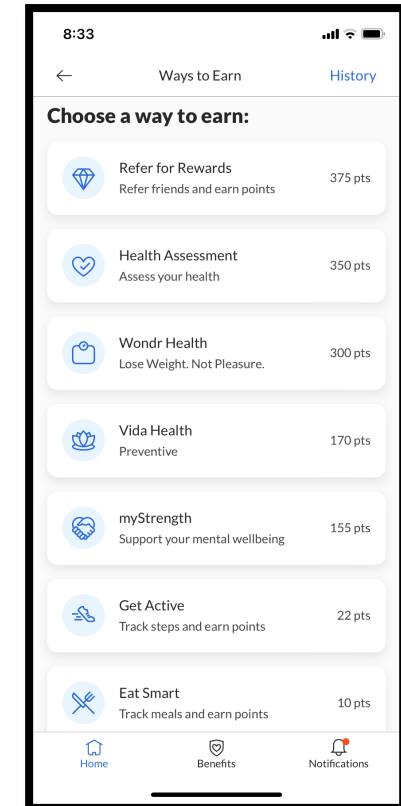 8:33
Ways to Earn
History
Choose a way to earn:
Refer for Rewards
Refer friends and earn points
375 pts
Health Assessment
Assess your health
350 pts
Wondr Health
Lose Weight. Not Pleasure.
300 pts
Vida Health
Preventive
170 pts
myStrength
Support your mental wellbeing
155 pts
Get Active
Track steps and earn points
22 pts
Eat Smart
Track meals and earn points
10 pts
Home
Benefits
Notifications